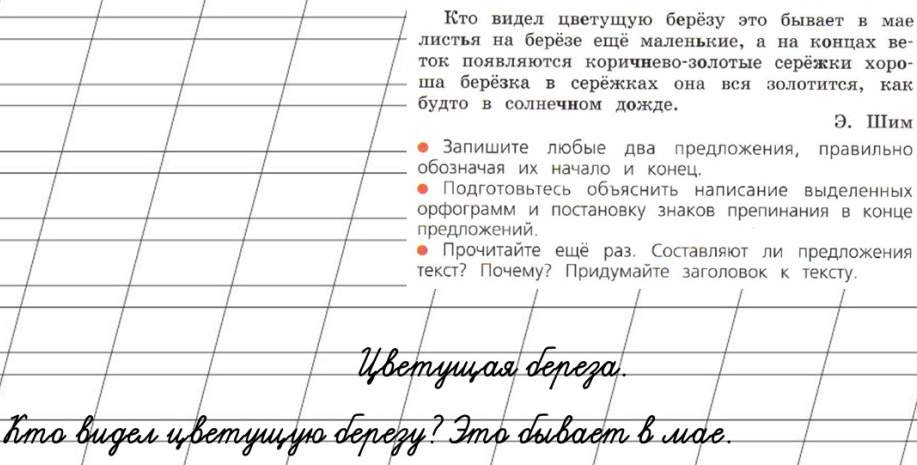 Кто видел цветущую берёзу это бывает в мае
листья на берёзе ещё маленькие, а на концах ве-
ток появляются коричнево-золотые серёжки хоро-
ша берёзка в серёжках она вся золотится, как
будто в солнечном дожде.
Э. Шим
● Запишите любые два предложения, правильно
обозначая их начало и конец.
● Подготовьтесь объяснить написание выделенных
орфограмм и постановку знаков препинания в конце
предложений.
● Прочитайте ещё раз. Составляют ли предложения
текст? Почему? Придумайте заголовок к тексту.
Цветущая береза.
Кто видел цветущую березу? Это бывает в мае.